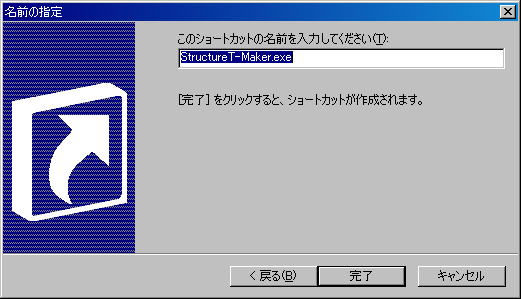 名前の指定
このショートカットの名前を入力してください(T):
StructureT-Maker.exe
[完了] をクリックすると、ショートカットが作成されます。
< 戻る(B)
完了
キャンセル